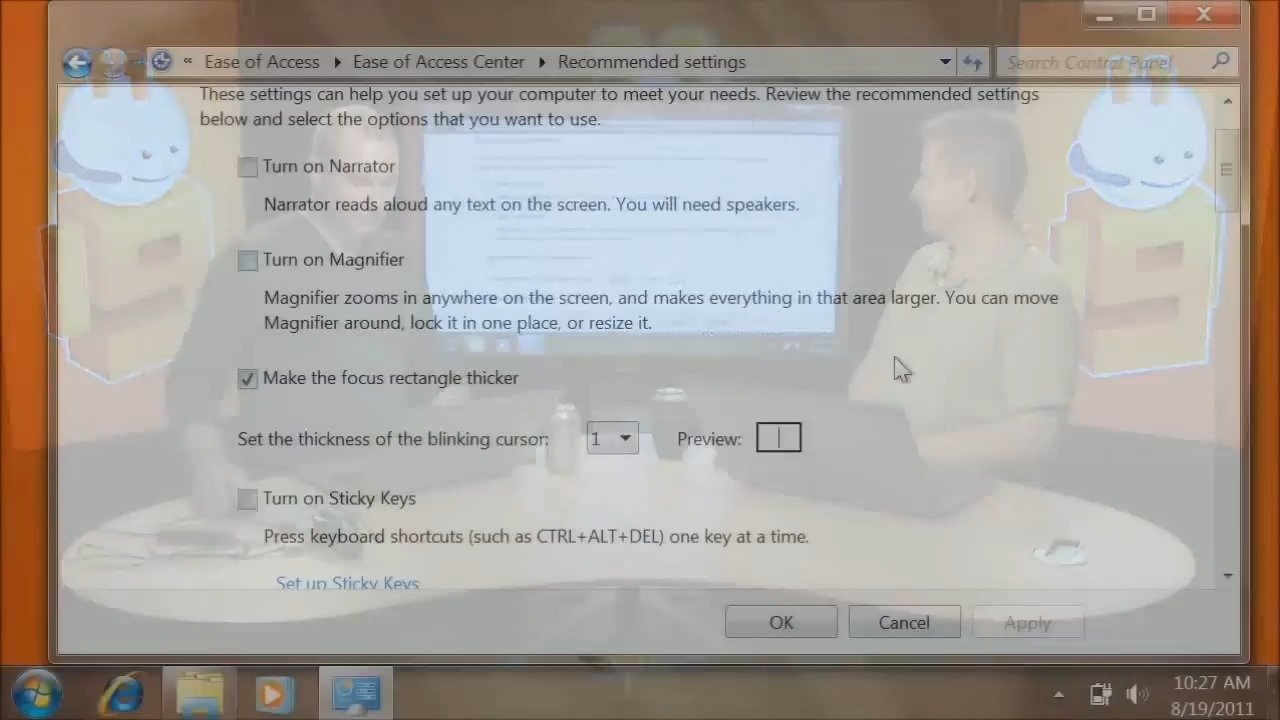 « Ease of Access ▸ Ease of Access Center ▸ Recommended settings
Search Control Panel
These settings can help you set up your computer to meet your needs. Review the recommended settings
below and select the options that you want to use.
Turn on Narrator
Narrator reads aloud any text on the screen. You will need speakers.
Turn on Magnifier
Magnifier zooms in anywhere on the screen, and makes everything in that area larger. You can move
Magnifier around, lock it in one place, or resize it.
Make the focus rectangle thicker
Set the thickness of the blinking cursor: 1 Preview:
Turn on Sticky Keys
Press keyboard shortcuts (such as CTRL+ALT+DEL) one key at a time.
Set up Sticky Keys
OK Cancel Apply
10:27 AM
8/19/2011